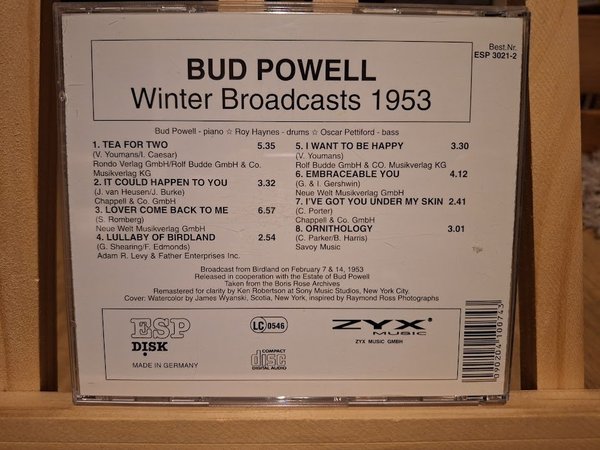 Best.Nr.
ESP 3021-2
BUD POWELL
Winter Broadcasts 1953
Bud Powell - piano ☆ Roy Haynes - drums ☆ Oscar Pettiford - bass
1. TEA FOR TWO 5.35
(V. Youmans/I. Caesar)
Rondo Verlag GmbH/Rolf Budde GmbH & Co.
Musikverlag KG
2. IT COULD HAPPEN TO YOU 3.32
(J. van Heusen/J. Burke)
Chappell & Co. GmbH
3. LOVER COME BACK TO ME 6.57
(S. Romberg)
Neue Welt Musikverlag GmbH
4. LULLABY OF BIRDLAND 2.54
(G. Shearing/F. Edmonds)
Adam R. Levy & Father Enterprises Inc.
5. I WANT TO BE HAPPY 3.30
(V. Youmans)
Rolf Budde GmbH & CO. Musikverlag KG
6. EMBRACEABLE YOU 4.12
(G. & I. Gershwin)
Neue Welt Musikverlag GmbH
7. I'VE GOT YOU UNDER MY SKIN 2.41
(C. Porter)
Chappell & Co. GmbH
8. ORNITHOLOGY 3.01
(C. Parker/B. Harris)
Savoy Music
Broadcast from Birdland on February 7 & 14, 1953
Released in cooperation with the Estate of Bud Powell
Taken from the Boris Rose Archives
Remastered for clarity by Ken Robertson at Sony Music Studios, New York City.
Cover: Watercolor by James Wyanski, Scotia, New York, inspired by Raymond Ross Photographs
ESP
DISK
MADE IN GERMANY
LC 0546
COMPACT
disc
DIGITAL AUDIO
ZYX
MUSIC
ZYX MUSIC GMBH